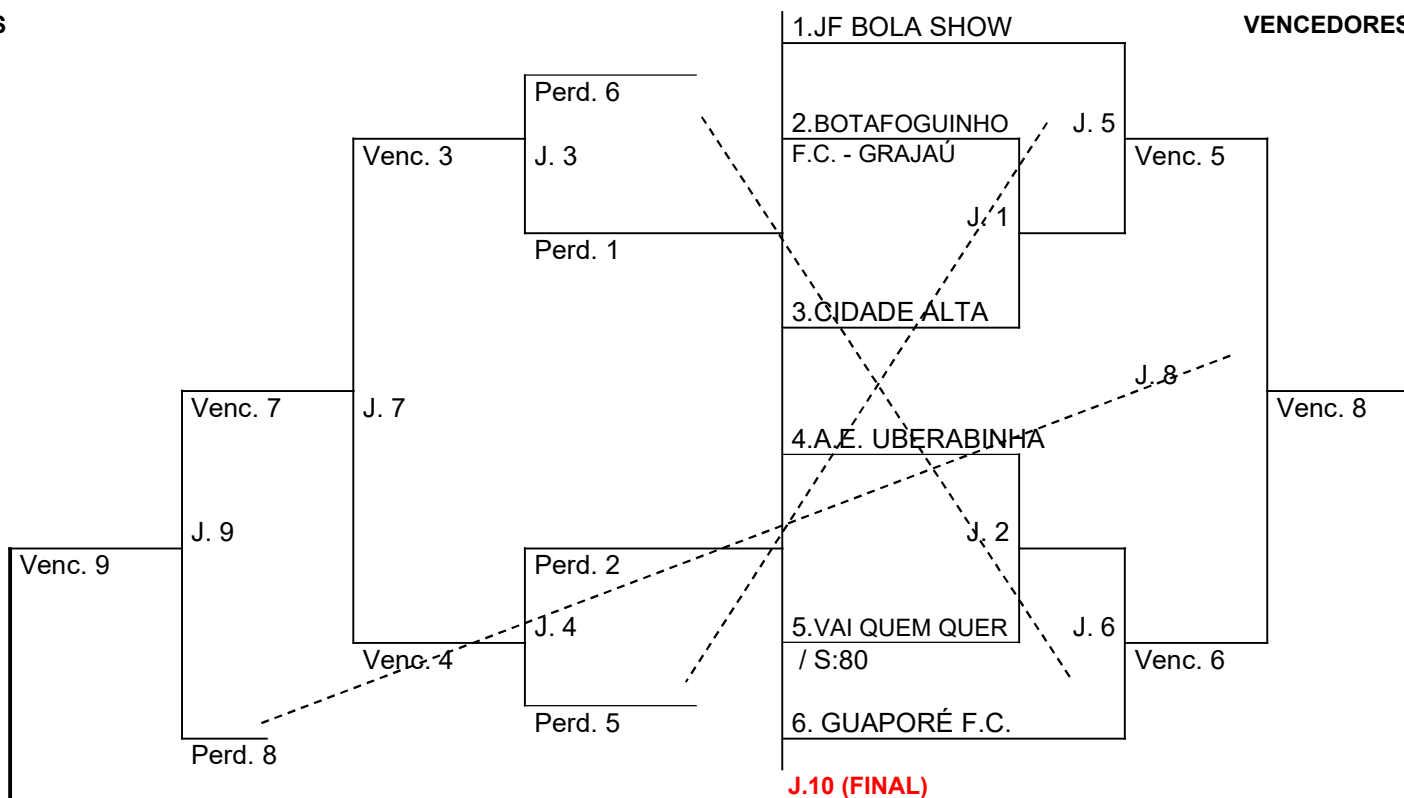 S
VENCEDORES
1.JF BOLA SHOW
Perd. 6
2.BOTAFOGUINHO
F.C. - GRAJAÚ
J. 5
Venc. 3
J. 3
Venc. 5
J. 1
Perd. 1
3.CIDADE ALTA
J. 8
Venc. 7
J. 7
Venc. 8
4.A.E. UBERABINHA
J. 9
J. 2
Venc. 9
Perd. 2
J. 4
5.VAI QUEM QUER
/ S:80
J. 6
Venc. 4
Venc. 6
Perd. 5
6. GUAPORÉ F.C.
Perd. 8
J.10 (FINAL)